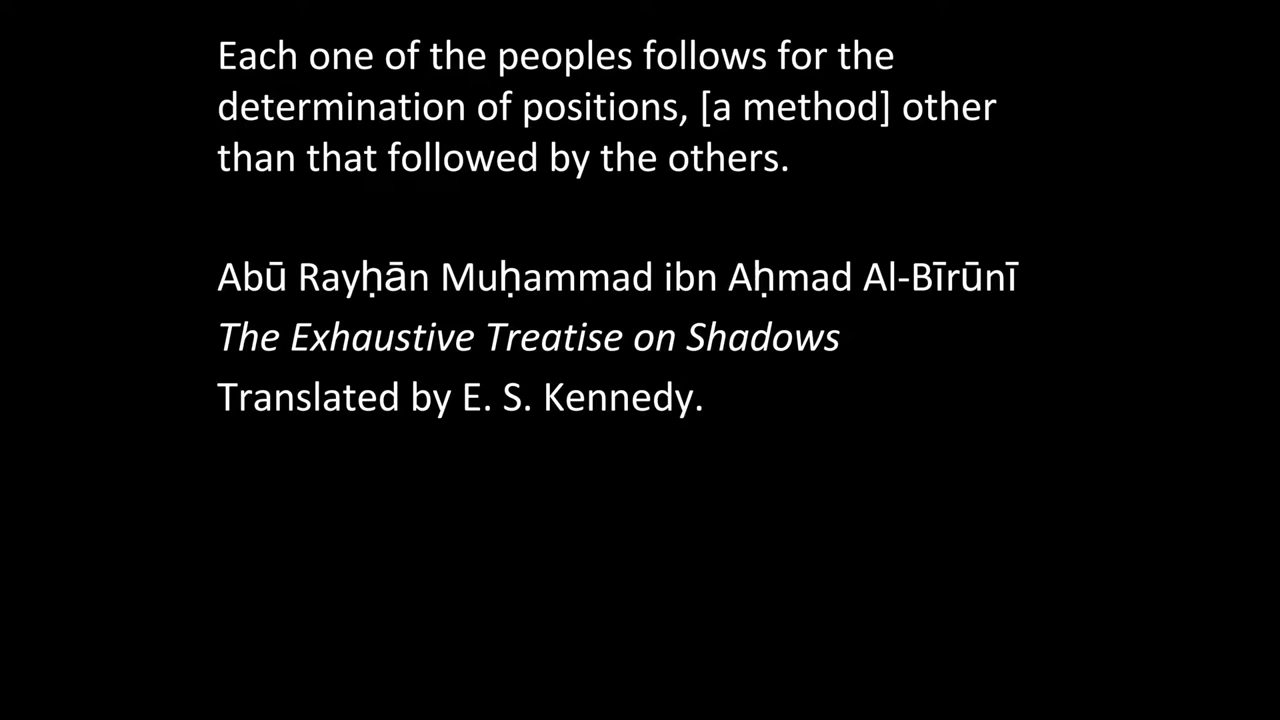 Each one of the peoples follows for the
determination of positions, [a method] other
than that followed by the others.
Abū Rayḥān Muḥammad ibn Aḥmad Al-Bīrūnī
The Exhaustive Treatise on Shadows
Translated by E. S. Kennedy.